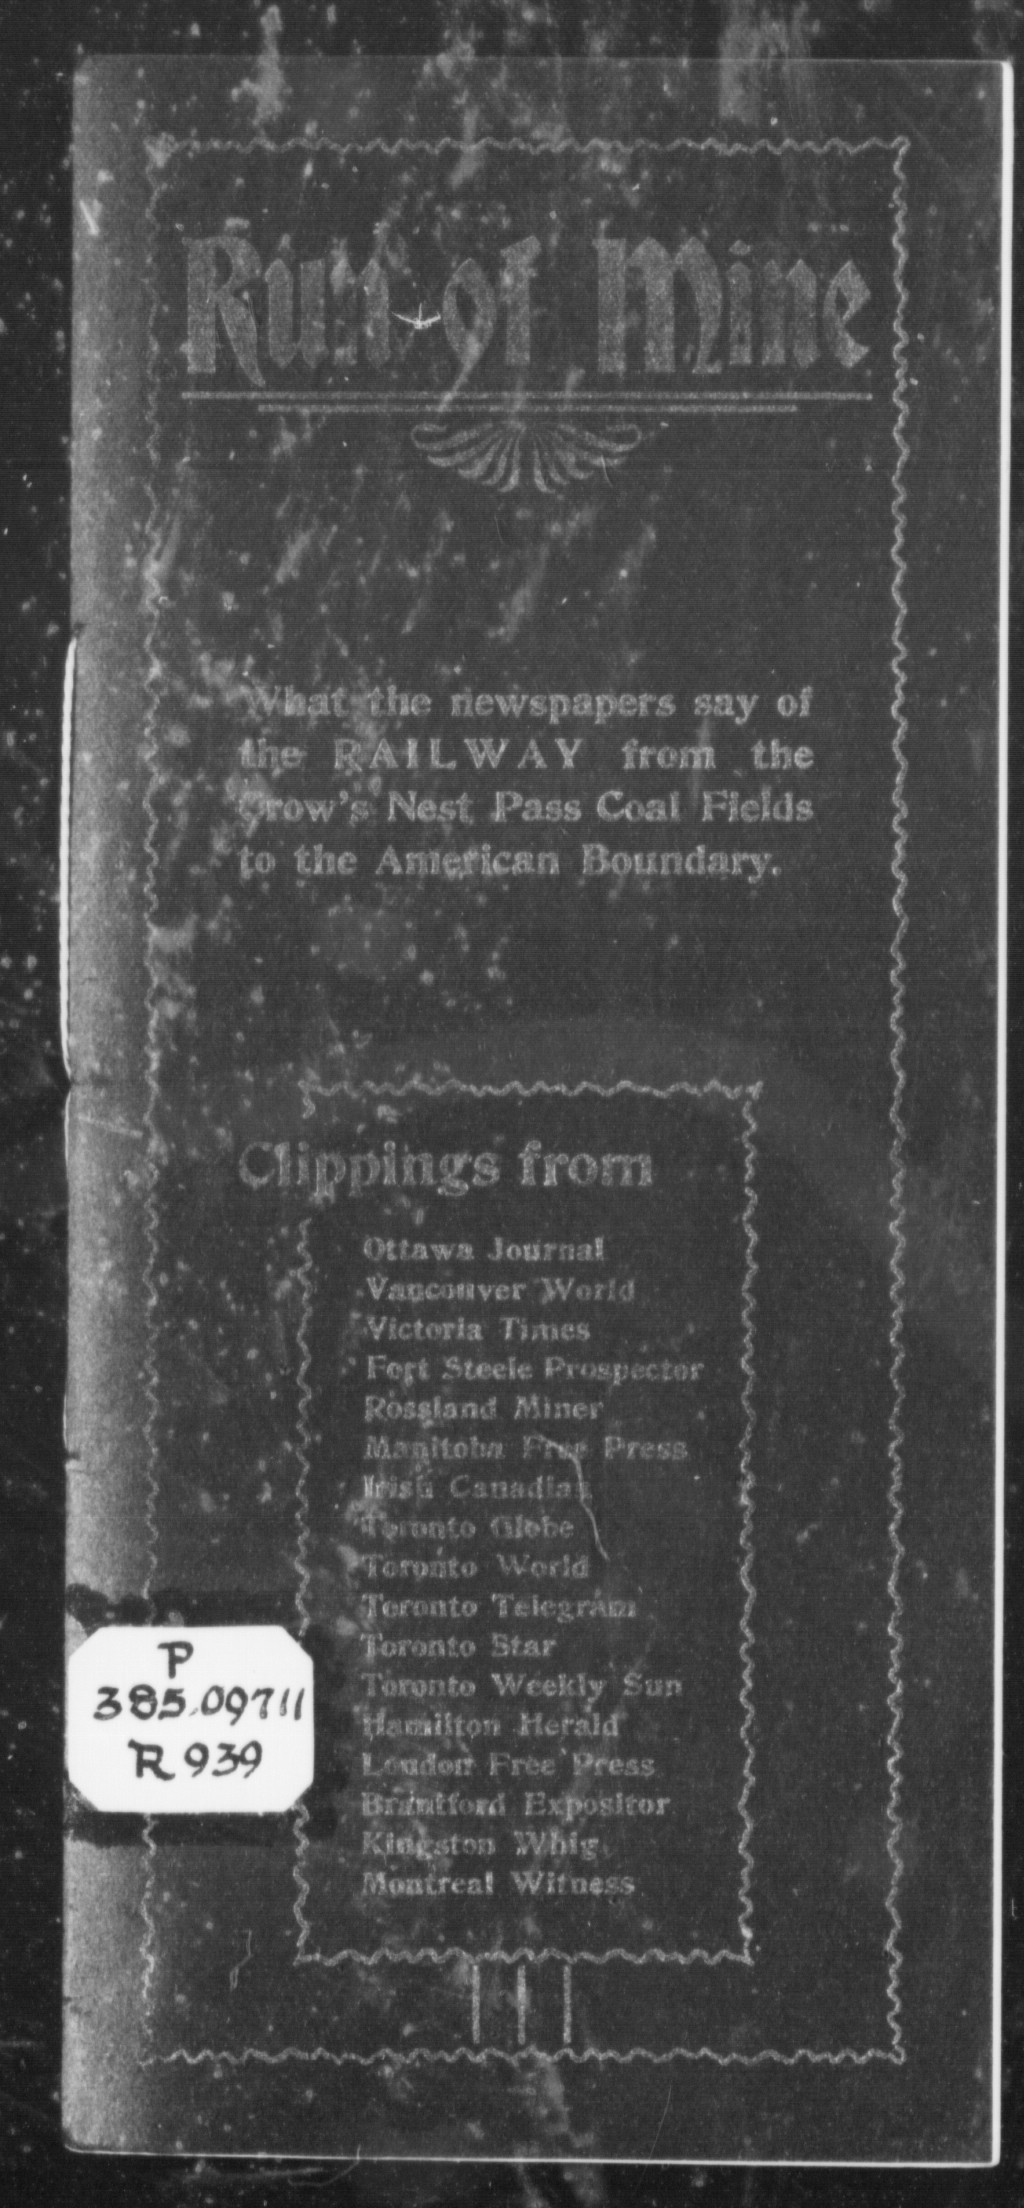 Run of Mine
What the newspapers say of
the RAILWAY from the
Crow's Nest Pass Coal Fields
to the American Boundary.
Clippings from
Ottawa Journal
Vancouver World
Victoria Times
Fort Steele Prospector
Rossland Miner
Manitoba Free Press
Irish Canadian
Toronto Globe
Toronto World
Toronto Telegram
Toronto Star
Toronto Weekly Sun
Hamilton Herald
London Free Press
Brantford Expositor
Kingston Whig
Montreal Witness
P
385.09711
R939